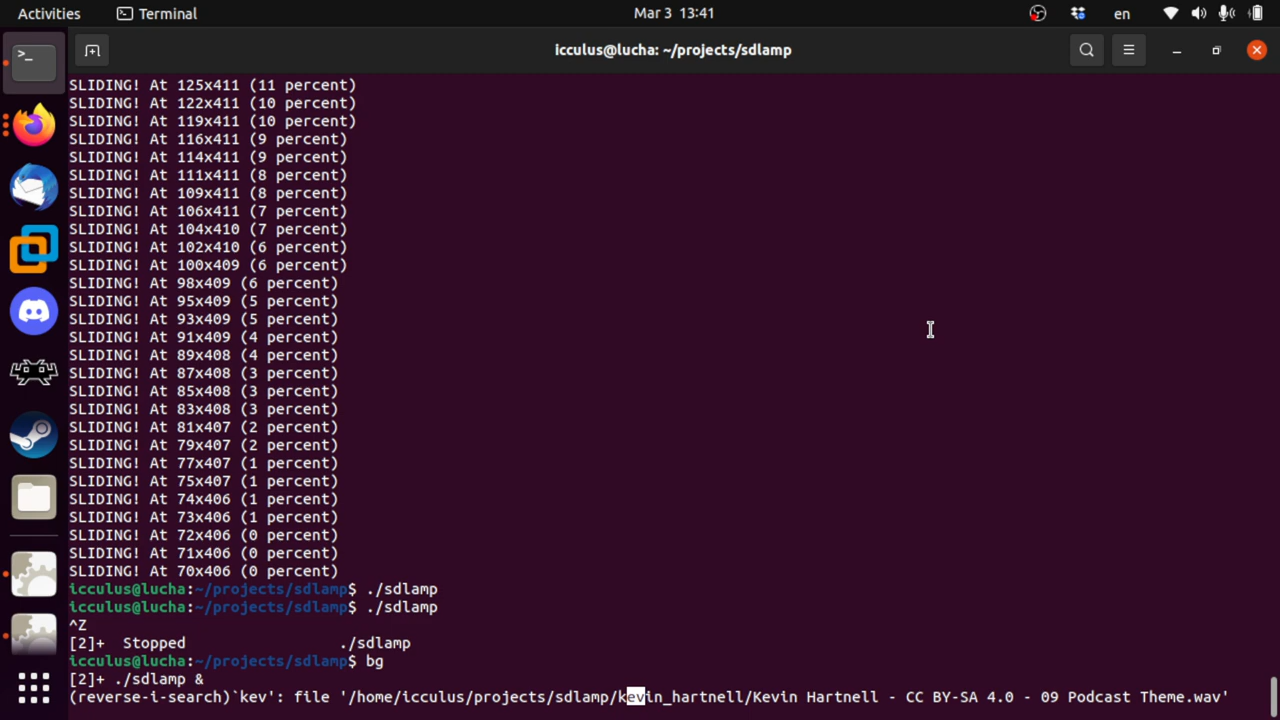 Activities Terminal Mar 3 13:41 en
icculus@lucha: ~/projects/sdlamp
SLIDING! At 125x411 (11 percent)
SLIDING! At 122x411 (10 percent)
SLIDING! At 119x411 (10 percent)
SLIDING! At 116x411 (9 percent)
SLIDING! At 114x411 (9 percent)
SLIDING! At 111x411 (8 percent)
SLIDING! At 109x411 (8 percent)
SLIDING! At 106x411 (7 percent)
SLIDING! At 104x410 (7 percent)
SLIDING! At 102x410 (6 percent)
SLIDING! At 100x409 (6 percent)
SLIDING! At 98x409 (6 percent)
SLIDING! At 95x409 (5 percent)
SLIDING! At 93x409 (5 percent)
SLIDING! At 91x409 (4 percent)
SLIDING! At 89x408 (4 percent)
SLIDING! At 87x408 (3 percent)
SLIDING! At 85x408 (3 percent)
SLIDING! At 83x408 (3 percent)
SLIDING! At 81x407 (2 percent)
SLIDING! At 79x407 (2 percent)
SLIDING! At 77x407 (1 percent)
SLIDING! At 75x407 (1 percent)
SLIDING! At 74x406 (1 percent)
SLIDING! At 73x406 (1 percent)
SLIDING! At 72x406 (0 percent)
SLIDING! At 71x406 (0 percent)
SLIDING! At 70x406 (0 percent)
icculus@lucha:~/projects/sdlamp$ ./sdlamp
icculus@lucha:~/projects/sdlamp$ ./sdlamp
^Z
[2]+  Stopped                 ./sdlamp
icculus@lucha:~/projects/sdlamp$ bg
[2]+ ./sdlamp &
(reverse-i-search)`kev': file '/home/icculus/projects/sdlamp/kevin_hartnell/Kevin Hartnell - CC BY-SA 4.0 - 09 Podcast Theme.wav'